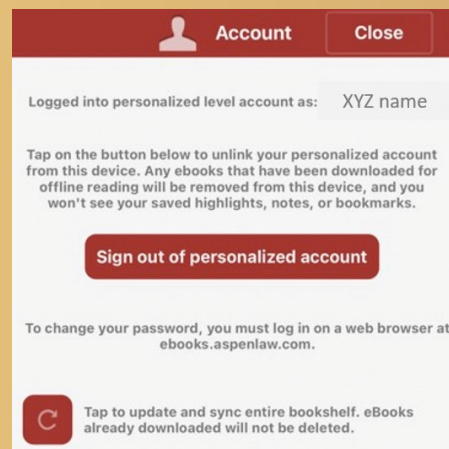 Account
Close
Logged into personalized level account as:
XYZ name
Tap on the button below to unlink your personalized account
from this device. Any ebooks that have been downloaded for
offline reading will be removed from this device, and you
won't see your saved highlights, notes, or bookmarks.
Sign out of personalized account
To change your password, you must log in on a web browser at
ebooks.aspenlaw.com.
Tap to update and sync entire bookshelf. eBooks
already downloaded will not be deleted.